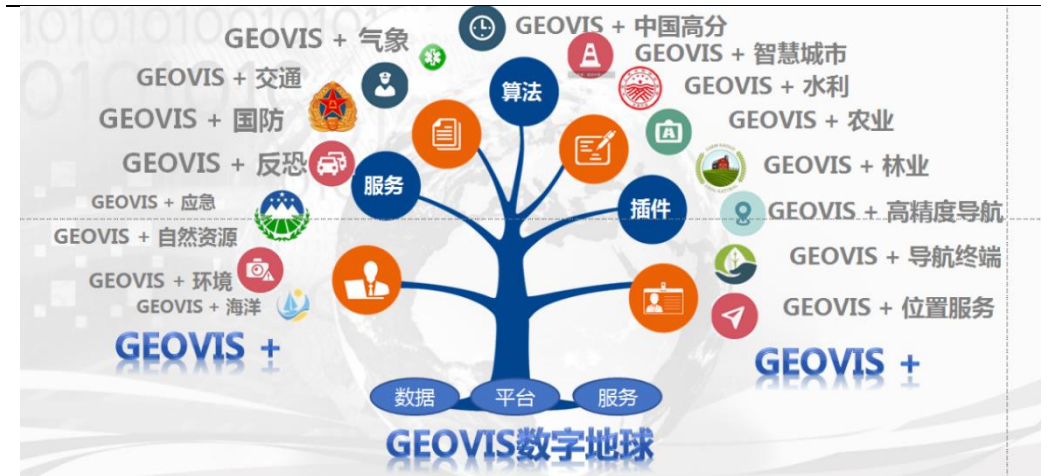 GEOVIS + 气象
GEOVIS + 交通
GEOVIS + 国防
GEOVIS + 反恐
GEOVIS + 应急
GEOVIS + 自然资源
GEOVIS + 环境
GEOVIS + 海洋
GEOVIS +
算法
服务
插件
GEOVIS + 中国高分
GEOVIS + 智慧城市
GEOVIS + 水利
GEOVIS + 农业
GEOVIS + 林业
GEOVIS + 高精度导航
GEOVIS + 导航终端
GEOVIS + 位置服务
GEOVIS +
数据
平台
服务
GEOVIS数字地球